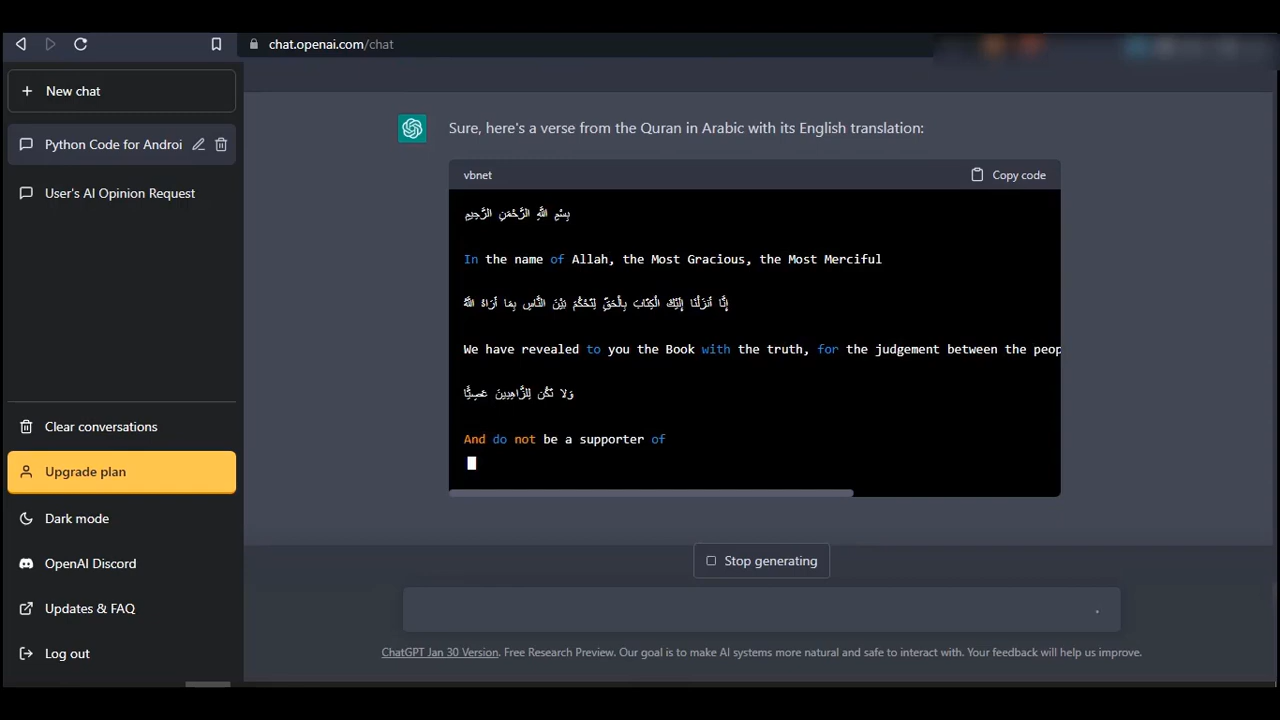 chat.openai.com/chat
New chat
Python Code for Androi
User's AI Opinion Request
Clear conversations
Upgrade plan
Dark mode
OpenAI Discord
Updates & FAQ
Log out
Sure, here's a verse from the Quran in Arabic with its English translation:
vbnet
Copy code
بِسْمِ اللَّهِ الرَّحْمَنِ الرَّحِيمِ
In the name of Allah, the Most Gracious, the Most Merciful
إِنَّا أَنزَلْنَا إِلَيْكَ الْكِتَابَ بِالْحَقِّ لِتَحْكُمَ بَيْنَ النَّاسِ بِمَا أَرَاهُ اللَّهُ
We have revealed to you the Book with the truth, for the judgement between the peop
وَلا تَكُن لِلزَّاهِبِينَ عَصِيًّا
And do not be a supporter of
Stop generating
ChatGPT Jan 30 Version. Free Research Preview. Our goal is to make AI systems more natural and safe to interact with. Your feedback will help us improve.